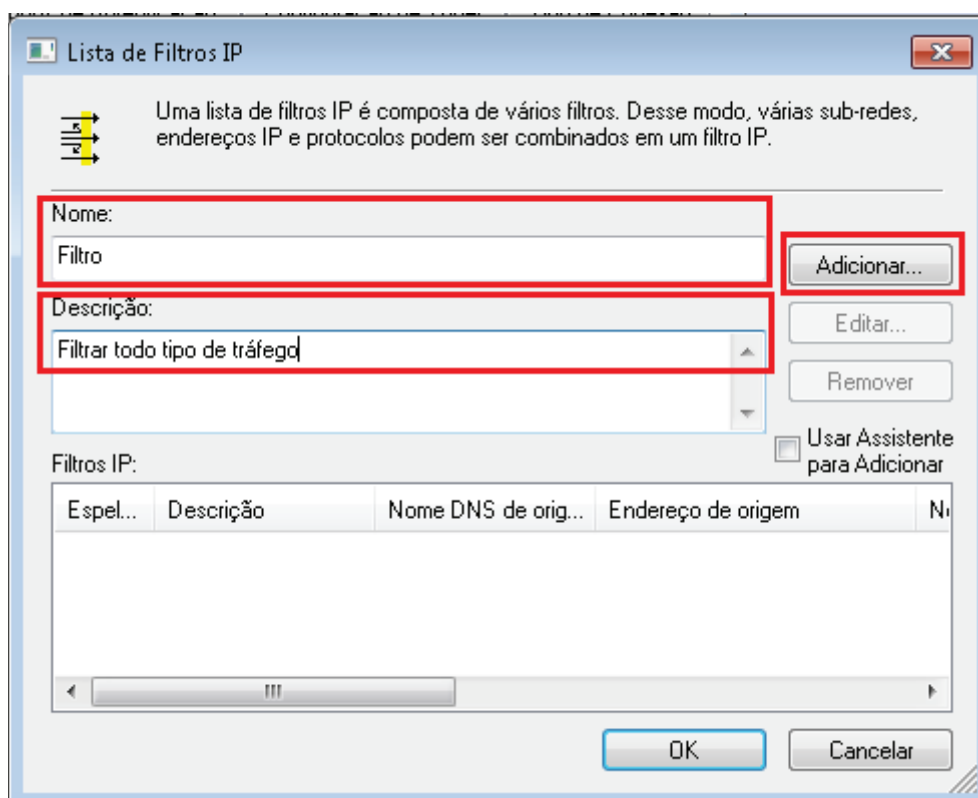 Lista de Filtros IP
Uma lista de filtros IP é composta de vários filtros. Desse modo, várias sub-redes,
endereços IP e protocolos podem ser combinados em um filtro IP.
Nome:
Filtro
Adicionar...
Descrição:
Filtrar todo tipo de tráfego
Editar...
Remover
Usar Assistente
para Adicionar
Filtros IP:
Espel... Descrição Nome DNS de orig... Endereço de origem
OK Cancelar